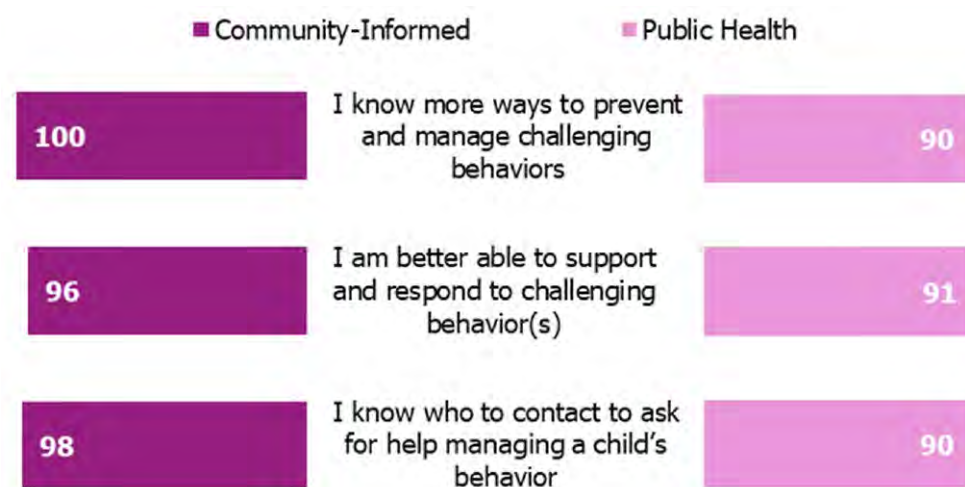 Community-Informed
Public Health
100
I know more ways to prevent
and manage challenging
behaviors
90
96
I am better able to support
and respond to challenging
behavior(s)
91
98
I know who to contact to ask
for help managing a child's
behavior
90